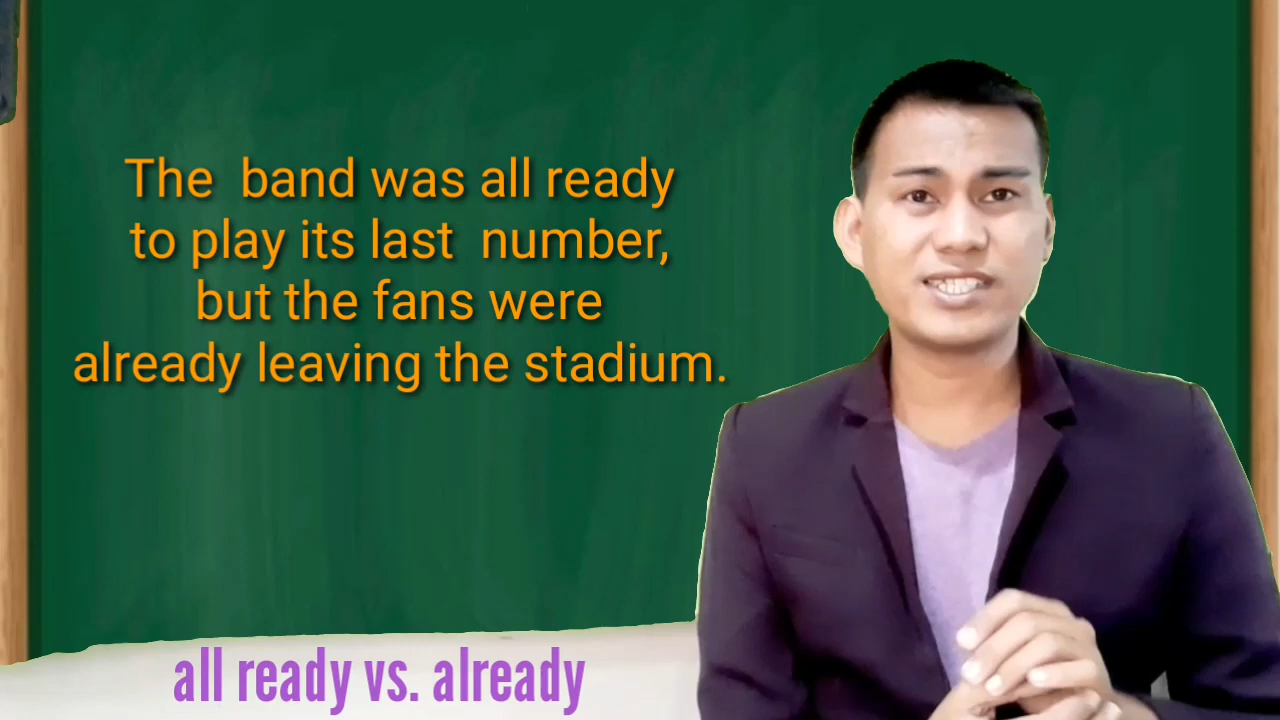 The  band was all ready
to play its last  number,
but the fans were
already leaving the stadium.
all ready vs. already